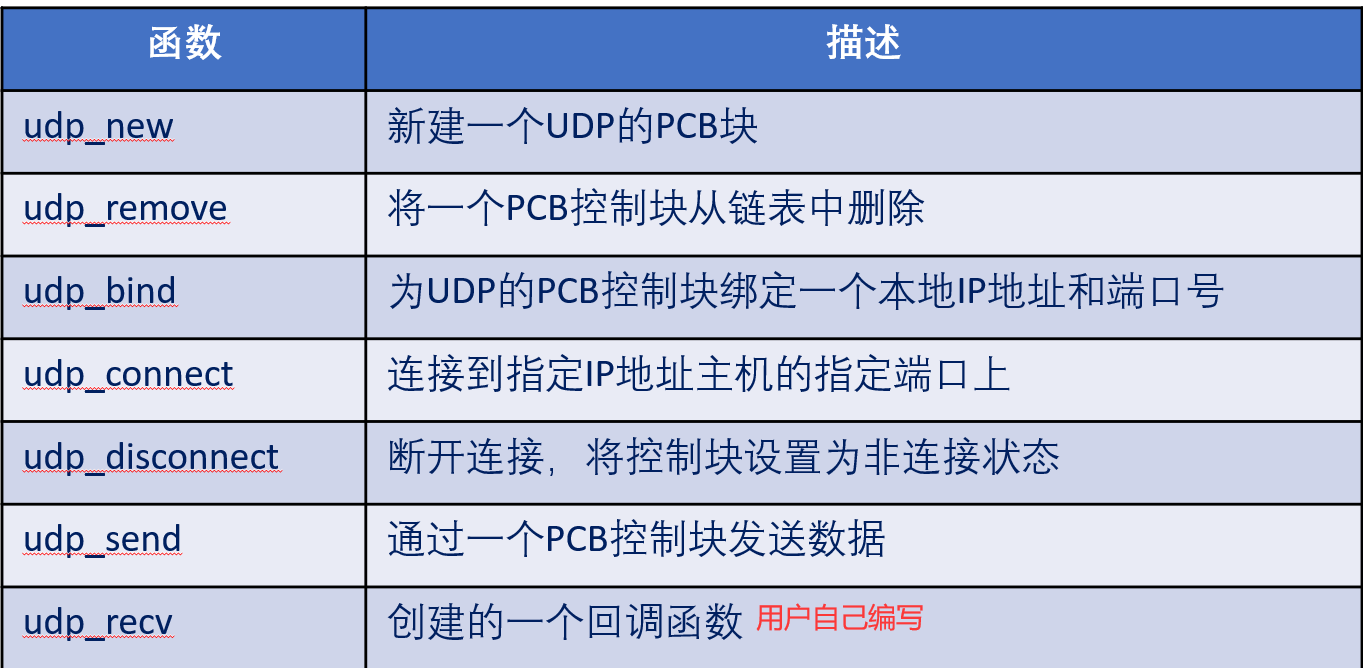 函数 描述
udp_new 新建一个UDP的PCB块
udp_remove 将一个PCB控制块从链表中删除
udp_bind 为UDP的PCB控制块绑定一个本地IP地址和端口号
udp_connect 连接到指定IP地址主机的指定端口上
udp_disconnect 断开连接，将控制块设置为非连接状态
udp_send 通过一个PCB控制块发送数据
udp_recv 创建的一个回调函数 用户自己编写